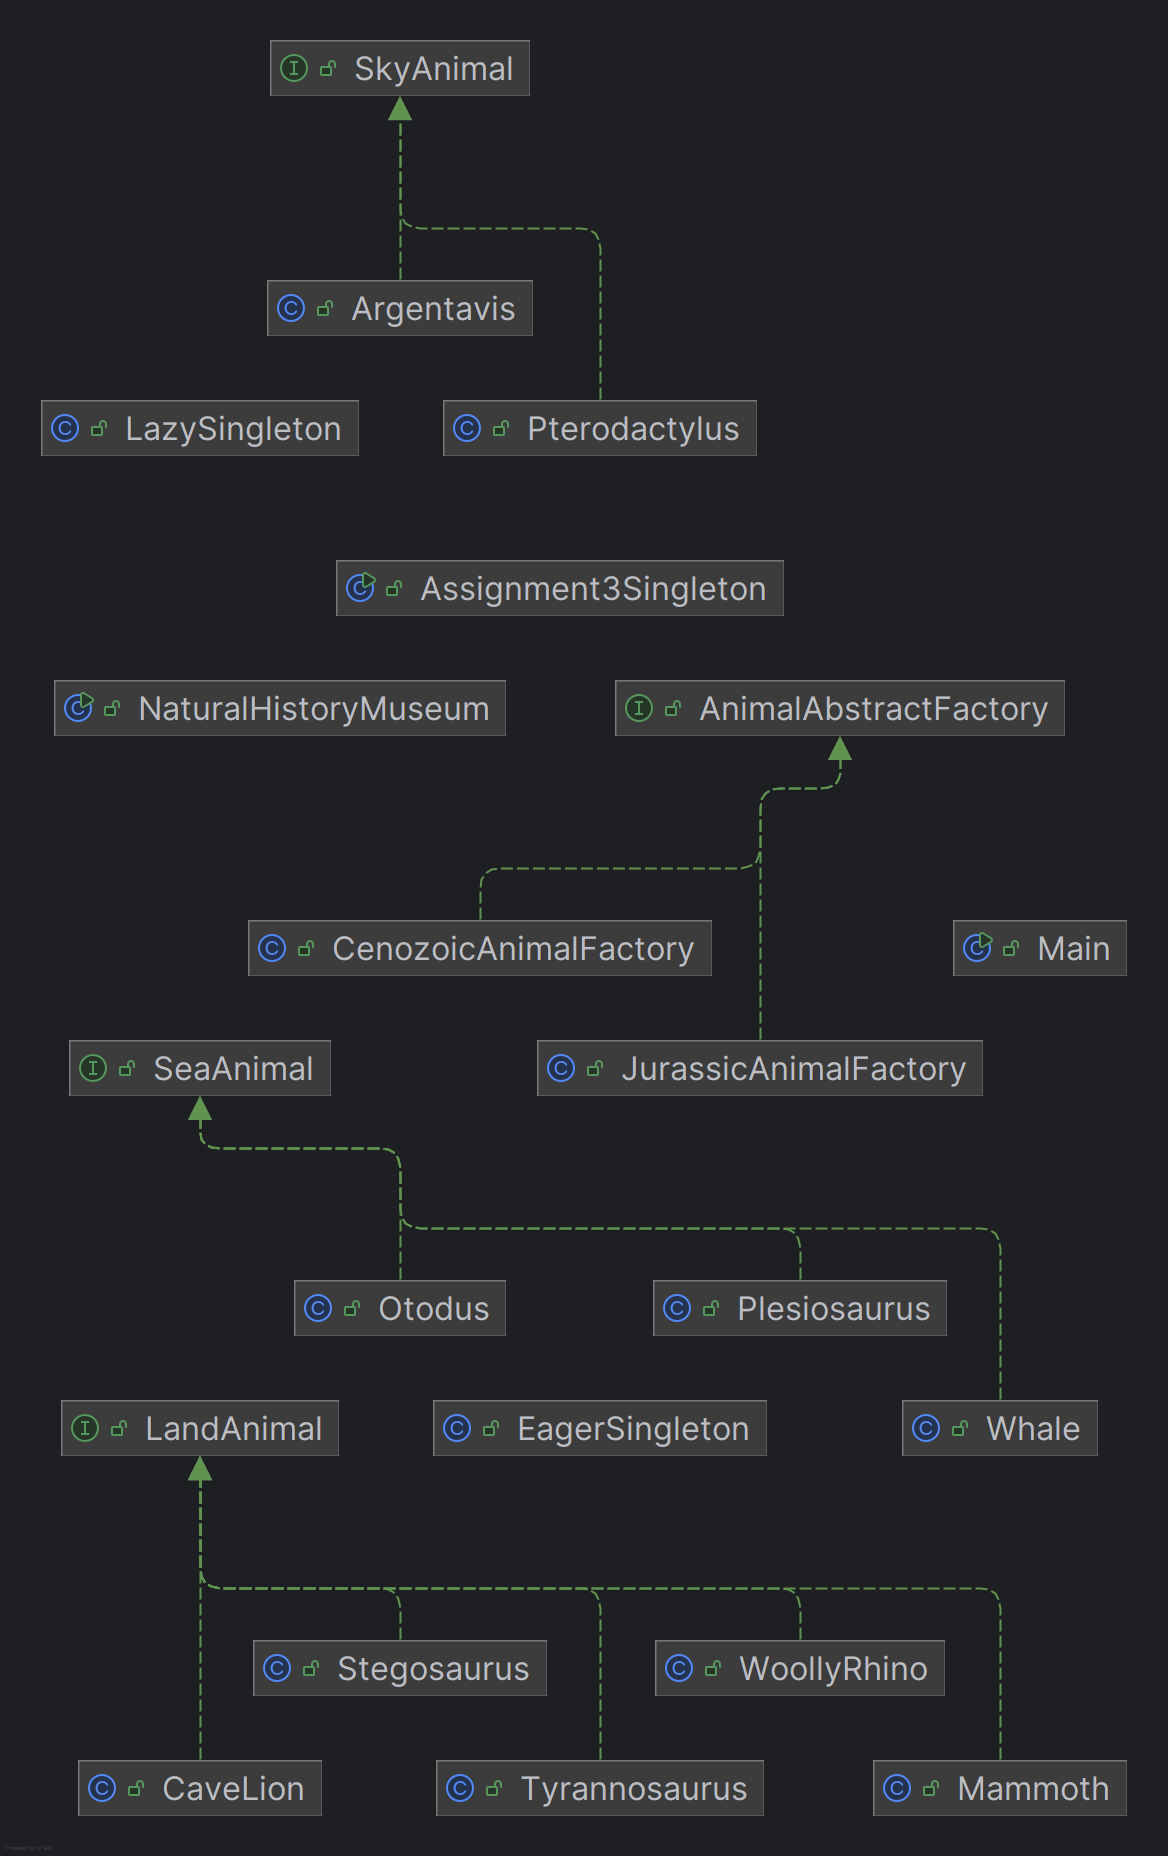 SkyAnimal
Argentavis
LazySingleton
Pterodactylus
Assignment3Singleton
NaturalHistoryMuseum
AnimalAbstractFactory
CenozoicAnimalFactory
Main
SeaAnimal
JurassicAnimalFactory
Otodus
Plesiosaurus
LandAnimal
EagerSingleton
Whale
Stegosaurus
WoollyRhino
CaveLion
Tyrannosaurus
Mammoth